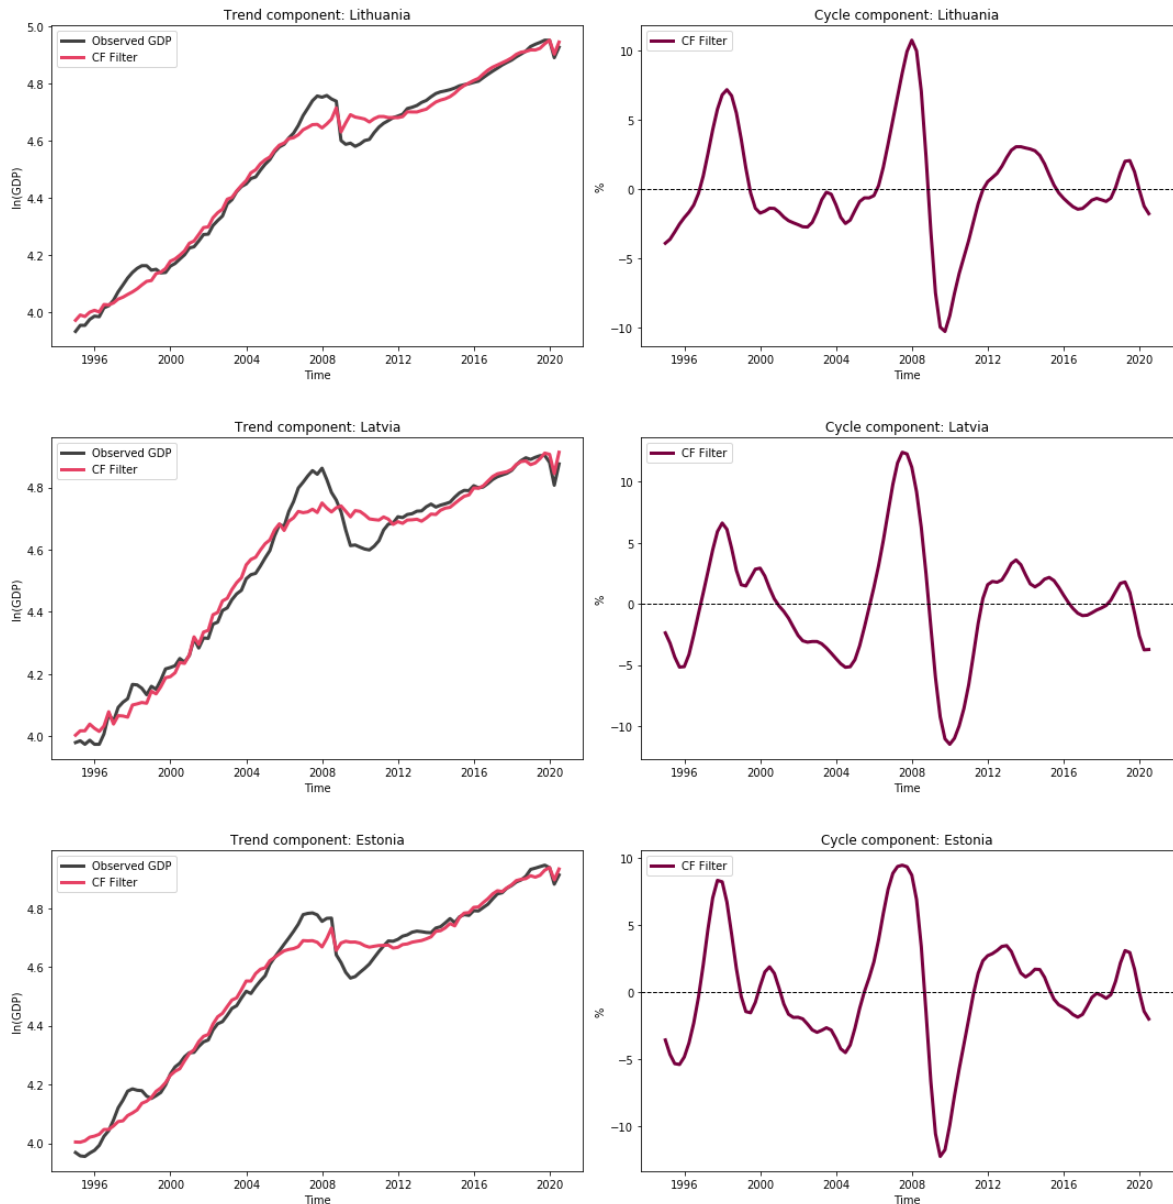 Trend component: Lithuania
Observed GDP
CF Filter
ln(GDP)
5.0
4.8
4.6
4.4
4.2
4.0
1996 2000 2004 2008 2012 2016 2020
Time
Cycle component: Lithuania
CF Filter
%
10
5
0
−5
−10
1996 2000 2004 2008 2012 2016 2020
Time
Trend component: Latvia
Observed GDP
CF Filter
ln(GDP)
4.8
4.6
4.4
4.2
4.0
1996 2000 2004 2008 2012 2016 2020
Time
Cycle component: Latvia
CF Filter
%
10
5
0
−5
−10
1996 2000 2004 2008 2012 2016 2020
Time
Trend component: Estonia
Observed GDP
CF Filter
ln(GDP)
4.8
4.6
4.4
4.2
4.0
1996 2000 2004 2008 2012 2016 2020
Time
Cycle component: Estonia
CF Filter
%
10
5
0
−5
−10
1996 2000 2004 2008 2012 2016 2020
Time